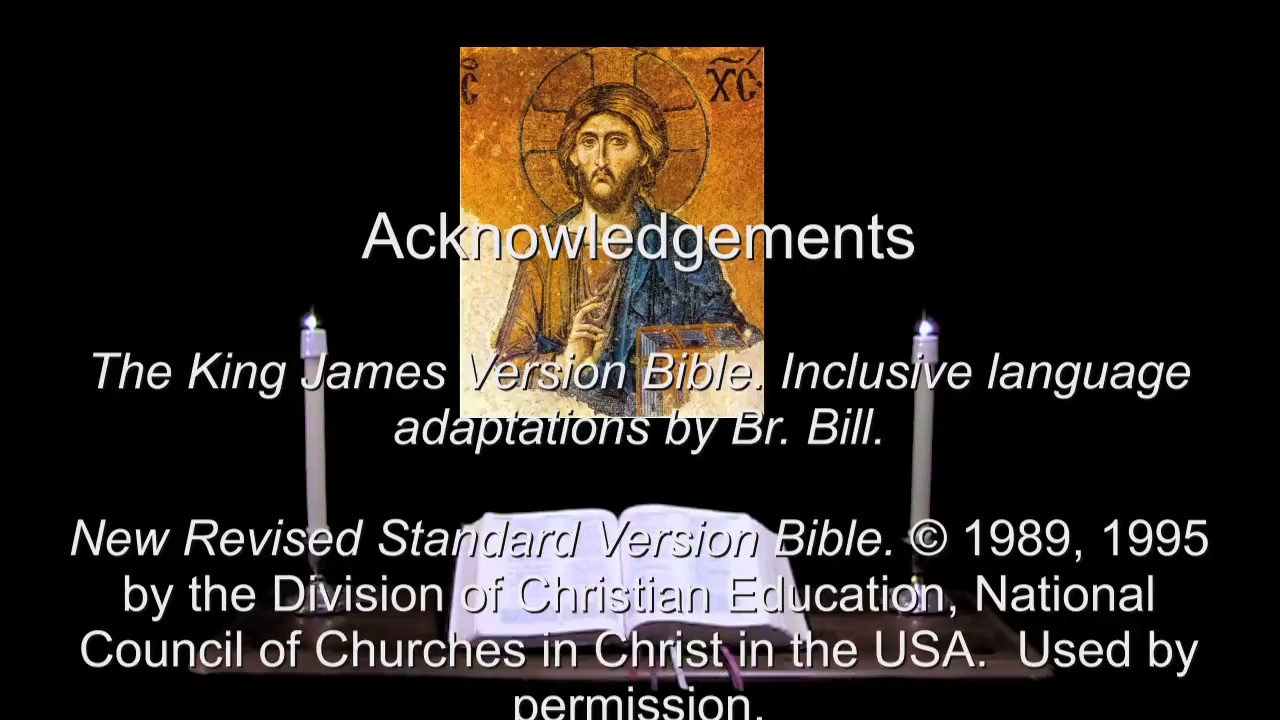 C XC
Acknowledgements
The King James Version Bible. Inclusive language
adaptations by Br. Bill.
New Revised Standard Version Bible. © 1989, 1995
by the Division of Christian Education, National
Council of Churches in Christ in the USA.  Used by
permission.